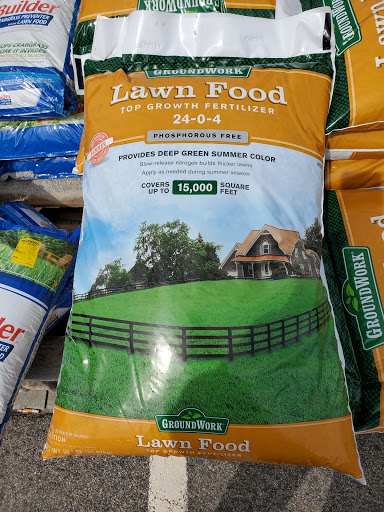 GROUNDWORK
Lawn Food
TOP GROWTH FERTILIZER
24-0-4
PHOSPHOROUS FREE
PROVIDES DEEP GREEN SUMMER COLOR
Slow-release nitrogen builds thicker lawns
Apply as needed during summer season
COVERS UP TO 15,000 SQUARE FEET
GROUNDWORK
Lawn Food
TOP GROWTH FERTILIZER
Builder
LAWN FOOD
GROUNDWORK